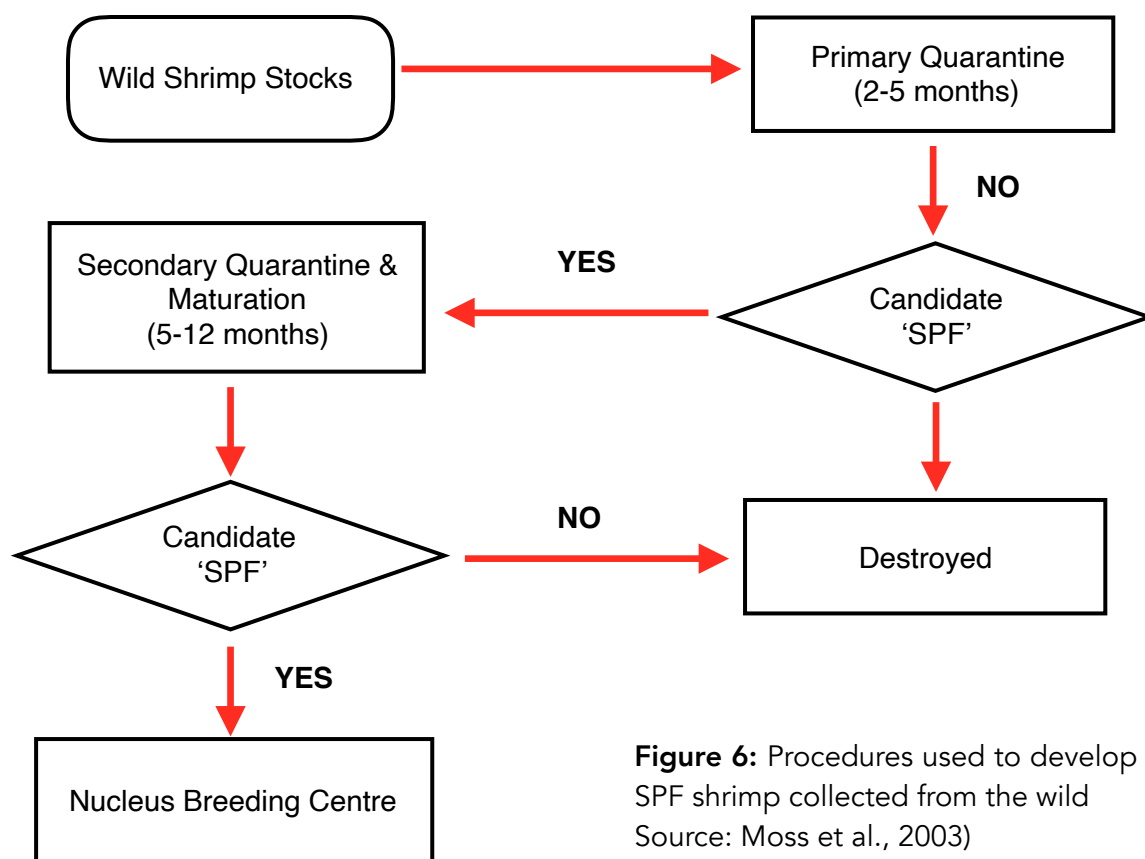 Wild Shrimp Stocks
Primary Quarantine
(2-5 months)
NO
YES
Secondary Quarantine &
Maturation
(5-12 months)
Candidate
‘SPF’
Candidate
‘SPF’
NO
Destroyed
YES
Nucleus Breeding Centre
Figure 6: Procedures used to develop
SPF shrimp collected from the wild
Source: Moss et al., 2003)